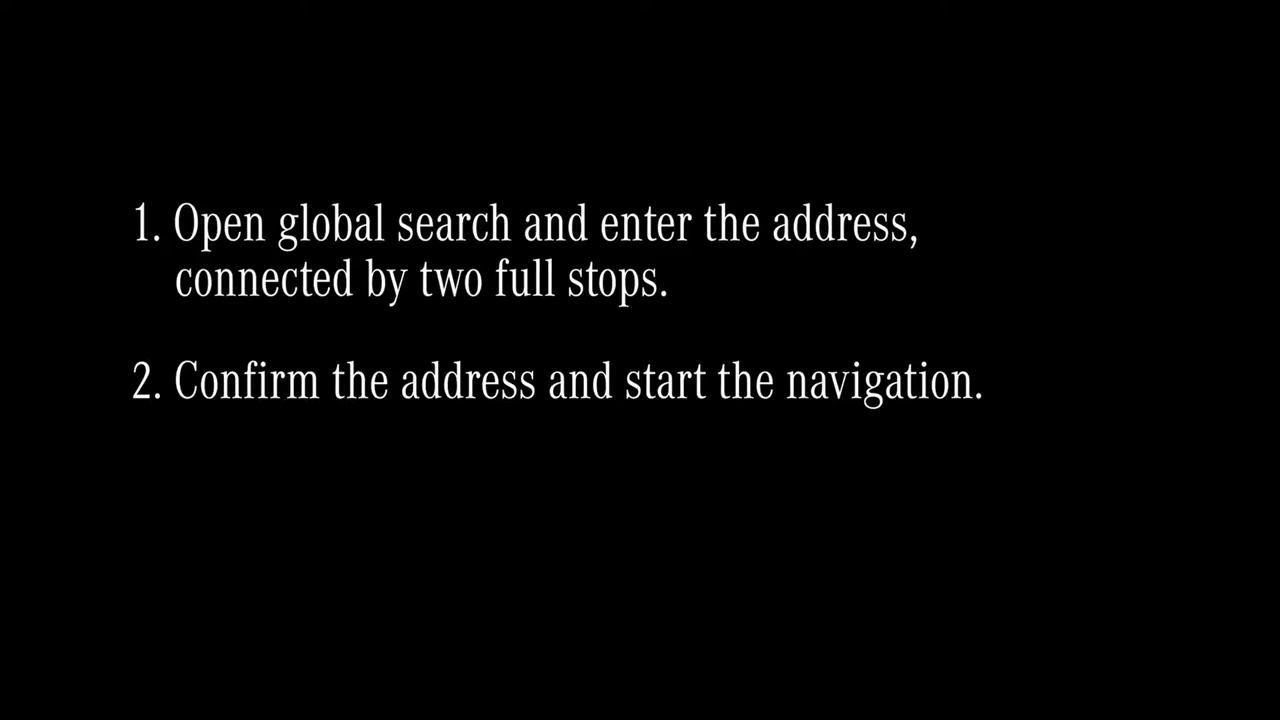 1. Open global search and enter the address,
connected by two full stops.
2. Confirm the address and start the navigation.